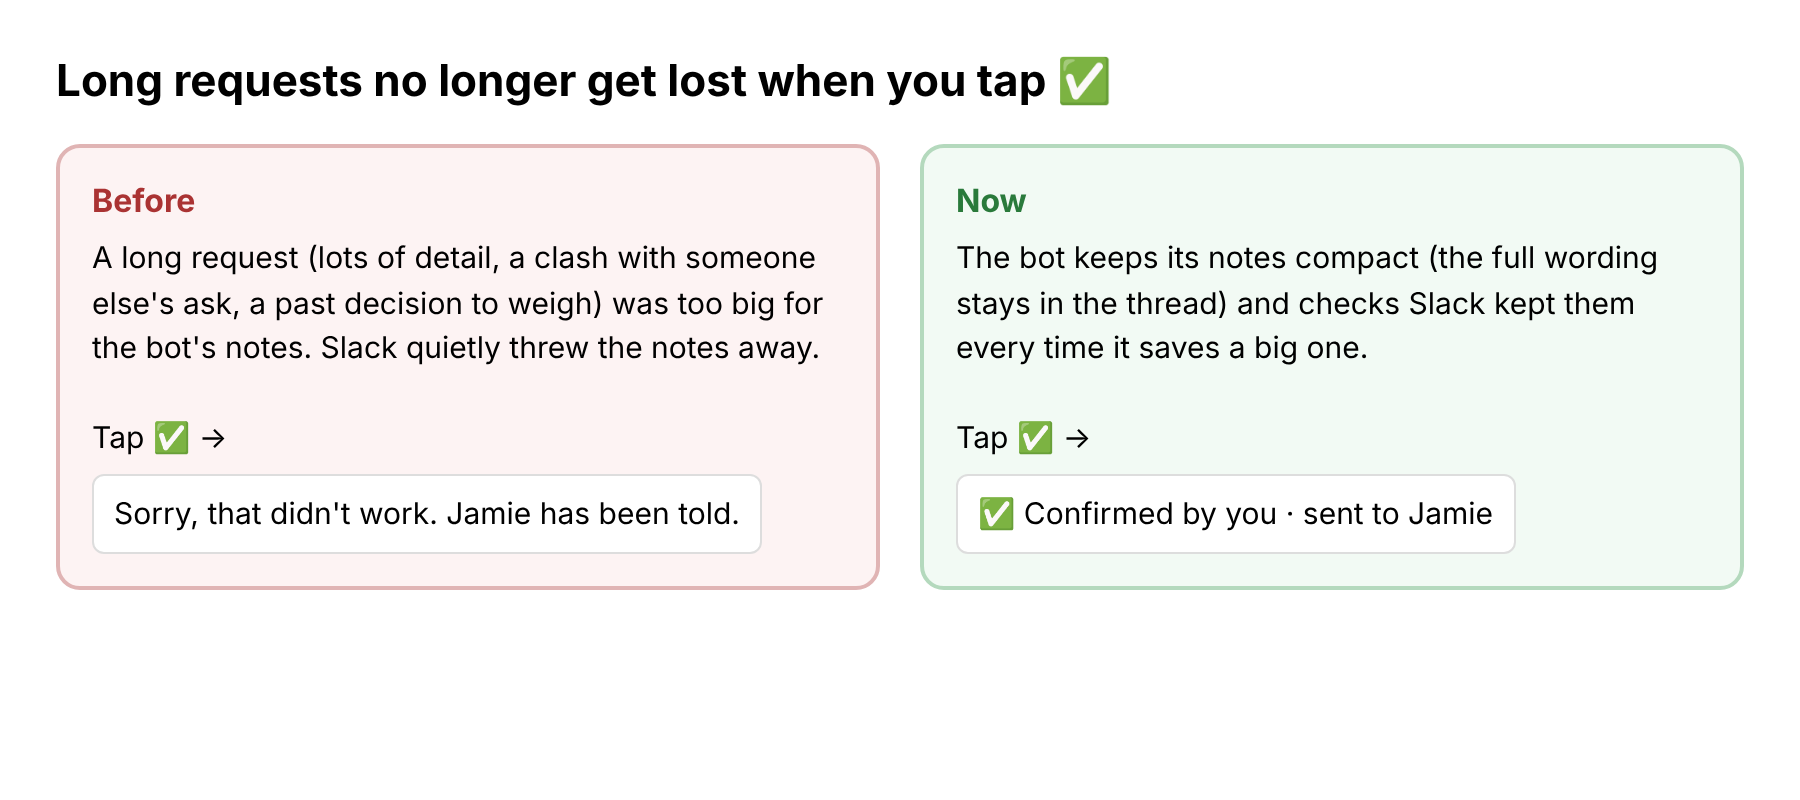 Long requests no longer get lost when you tap ✅
Before
A long request (lots of detail, a clash with someone
else's ask, a past decision to weigh) was too big for
the bot's notes. Slack quietly threw the notes away.
Tap ✅ →
Sorry, that didn't work. Jamie has been told.
Now
The bot keeps its notes compact (the full wording
stays in the thread) and checks Slack kept them
every time it saves a big one.
Tap ✅ →
✅ Confirmed by you · sent to Jamie